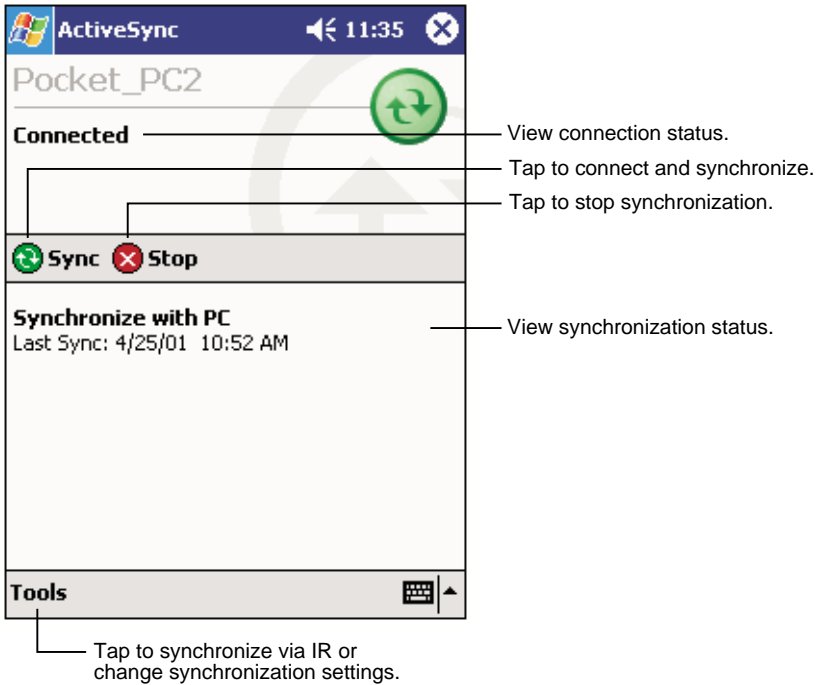 ActiveSync 11:35
Pocket_PC2
Connected
View connection status.
Tap to connect and synchronize.
Tap to stop synchronization.
Sync Stop
Synchronize with PC
Last Sync: 4/25/01 10:52 AM
View synchronization status.
Tools
Tap to synchronize via IR or
change synchronization settings.